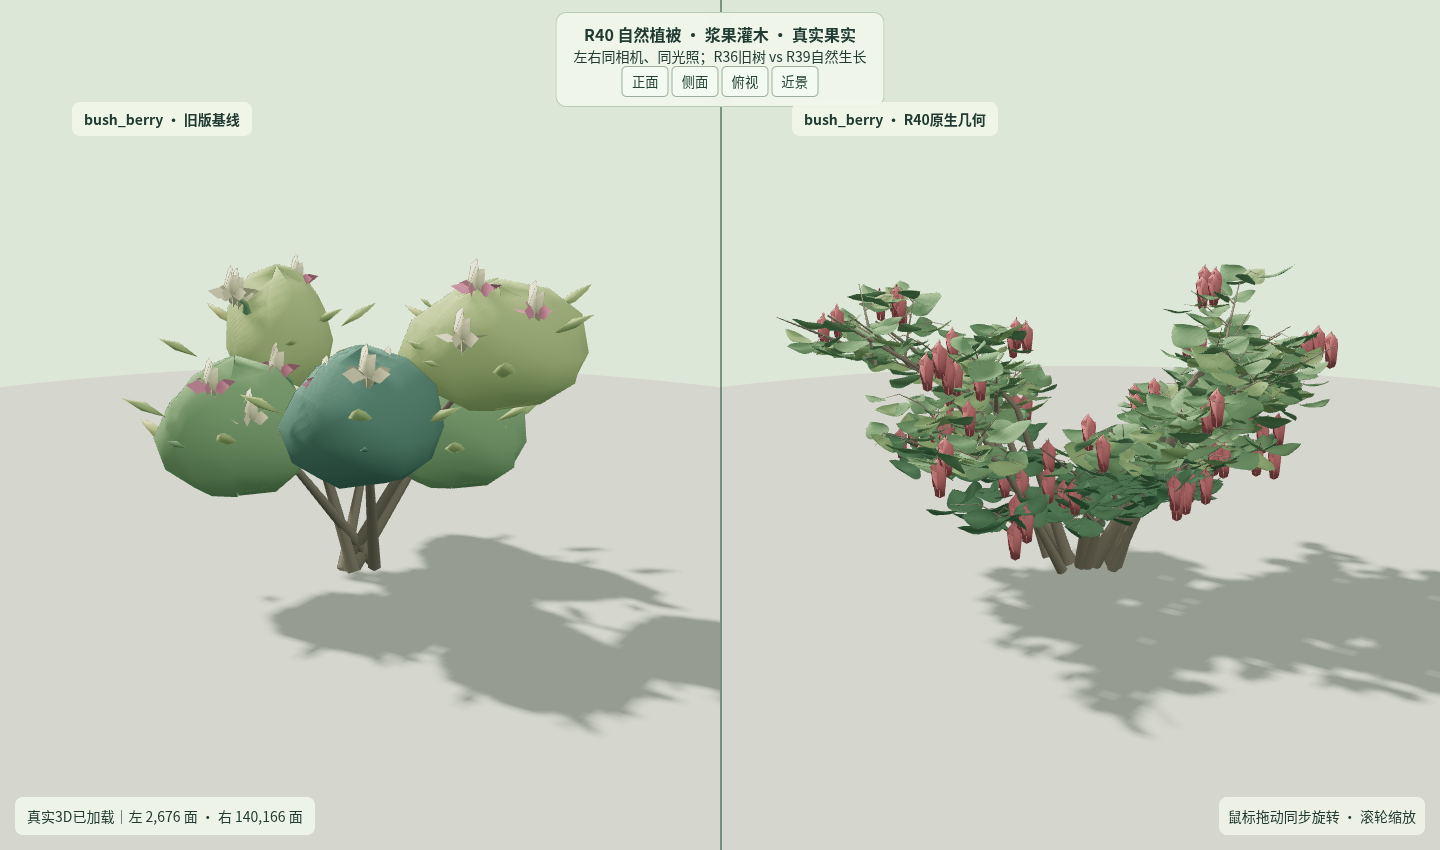 R40 自然植被 · 浆果灌木 · 真实果实
左右同相机、同光照；R36旧树 vs R39自然生长
正面 侧面 俯视 近景
bush_berry · 旧版基线
bush_berry · R40原生几何
真实3D已加载｜左 2,676 面 · 右 140,166 面
鼠标拖动同步旋转 · 滚轮缩放